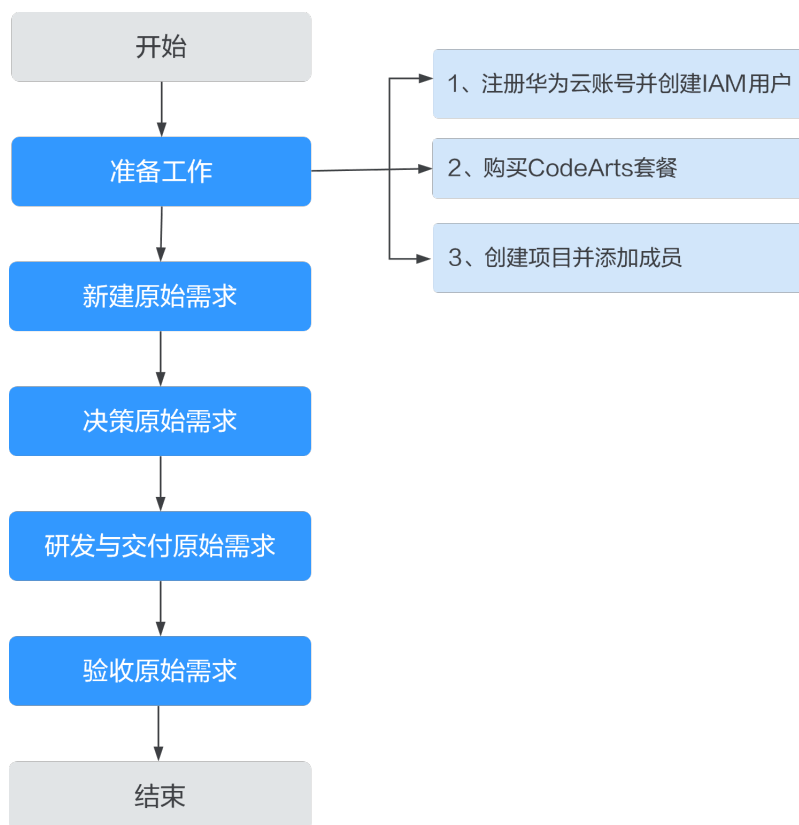 开始
准备工作
1、注册华为云账号并创建IAM用户
2、购买CodeArts套餐
3、创建项目并添加成员
新建原始需求
决策原始需求
研发与交付原始需求
验收原始需求
结束